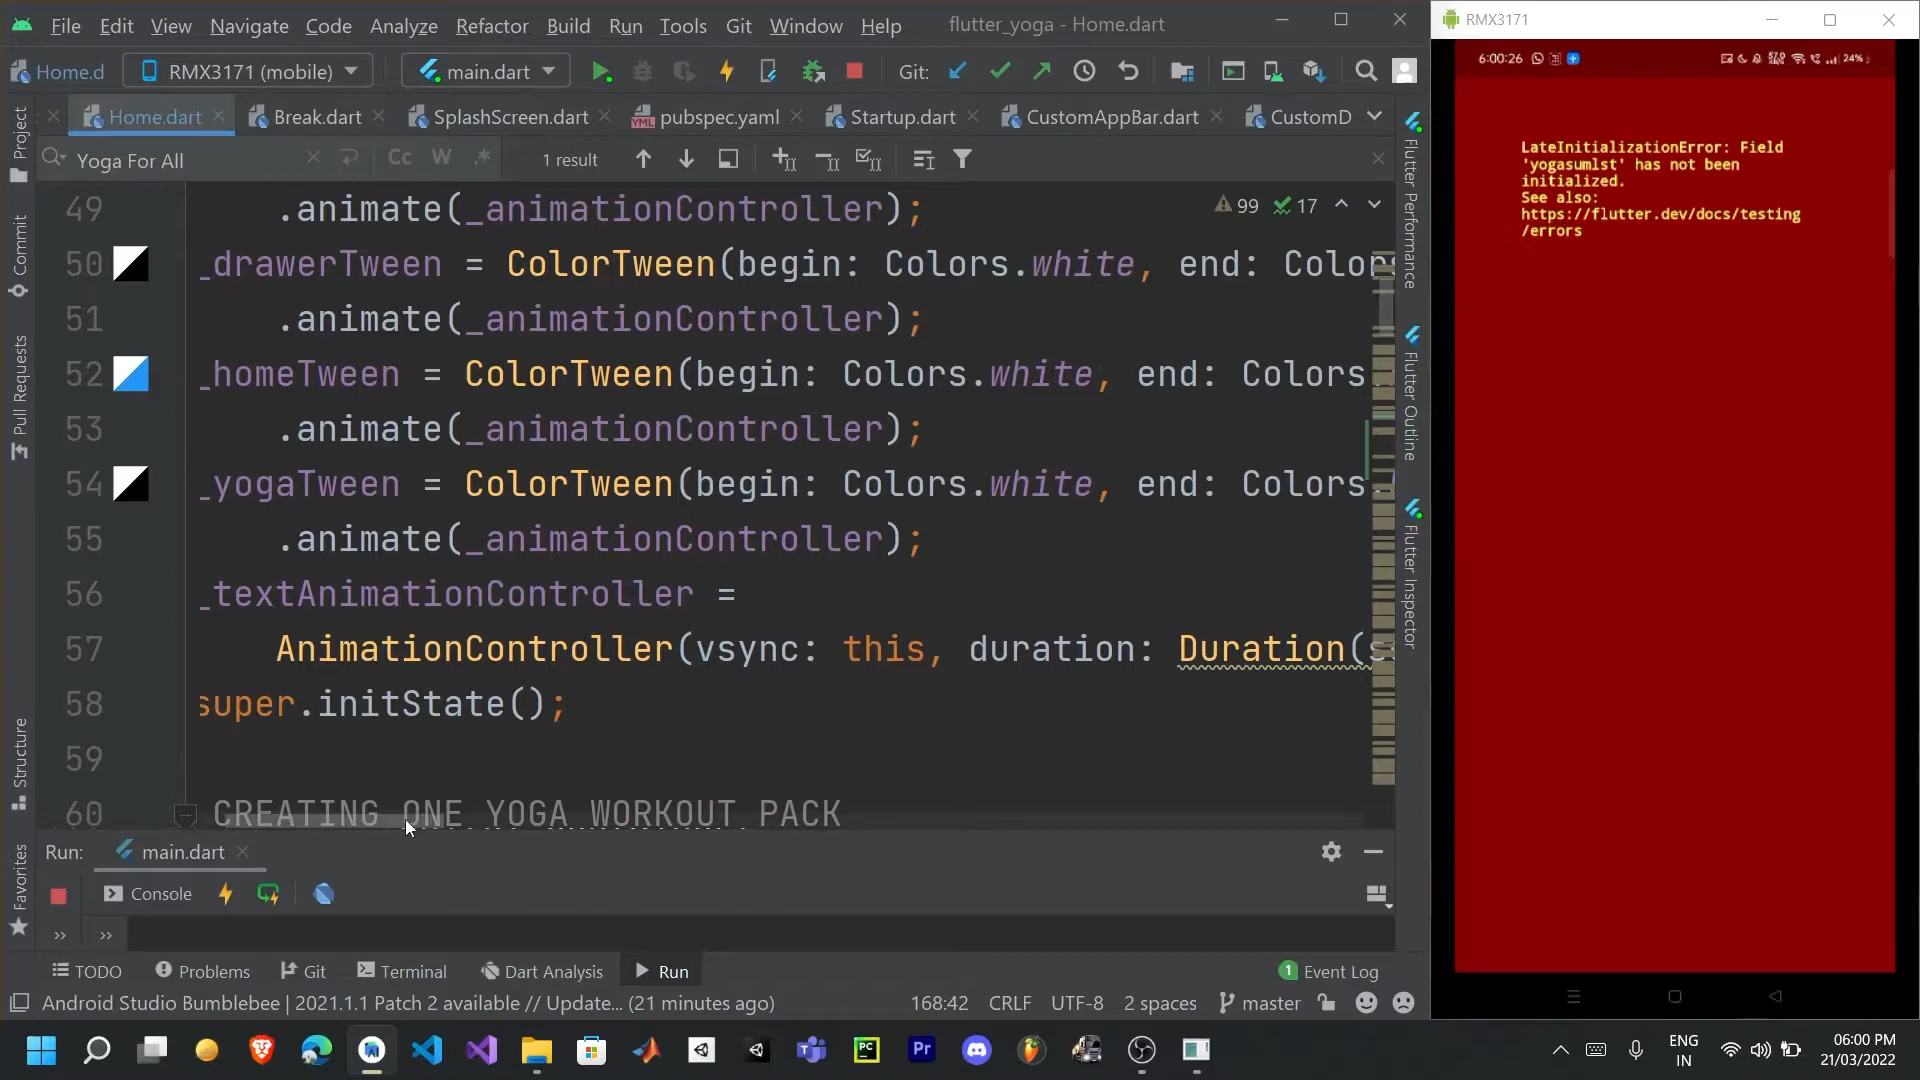 File Edit View Navigate Code Analyze Refactor Build Run Tools Git Window Help flutter_yoga - Home.dart
Home.d RMX3171 (mobile) main.dart Git:
Home.dart Break.dart SplashScreen.dart pubspec.yaml Startup.dart CustomAppBar.dart CustomD
Yoga For All Cc W .* 1 result
99 17
49 .animate(_animationController);
50 _drawerTween = ColorTween(begin: Colors.white, end: Colors
51 .animate(_animationController);
52 _homeTween = ColorTween(begin: Colors.white, end: Colors.
53 .animate(_animationController);
54 _yogaTween = ColorTween(begin: Colors.white, end: Colors.
55 .animate(_animationController);
56 _textAnimationController =
57 AnimationController(vsync: this, duration: Duration(s
58 super.initState();
59
60 CREATING ONE YOGA WORKOUT PACK
Project
Commit
Pull Requests
Structure
Favorites
Flutter Performance
Flutter Outline
Flutter Inspector
Run: main.dart
Console
TODO Problems Git Terminal Dart Analysis Run 1 Event Log
Android Studio Bumblebee | 2021.1.1 Patch 2 available // Update... (21 minutes ago) 168:42 CRLF UTF-8 2 spaces master
RMX3171
6:00:26 24%
LateInitializationError: Field
'yogasumlst' has not been
initialized.
See also:
https://flutter.dev/docs/testing
/errors
PC Pr
ENG
IN
06:00 PM
21/03/2022